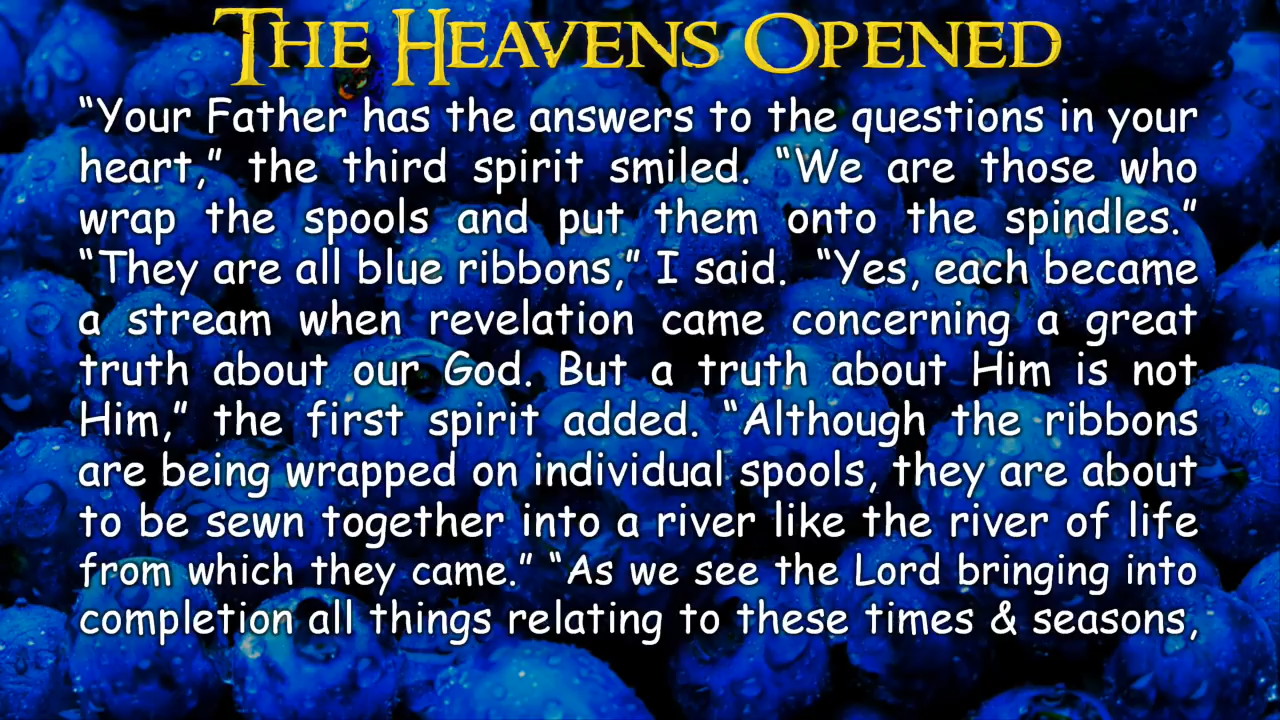 THE HEAVENS OPENED
“Your Father has the answers to the questions in your
heart,” the third spirit smiled. “We are those who
wrap the spools and put them onto the spindles.”
“They are all blue ribbons,” I said. “Yes, each became
a stream when revelation came concerning a great
truth about our God. But a truth about Him is not
Him,” the first spirit added. “Although the ribbons
are being wrapped on individual spools, they are about
to be sewn together into a river like the river of life
from which they came.” “As we see the Lord bringing into
completion all things relating to these times & seasons,